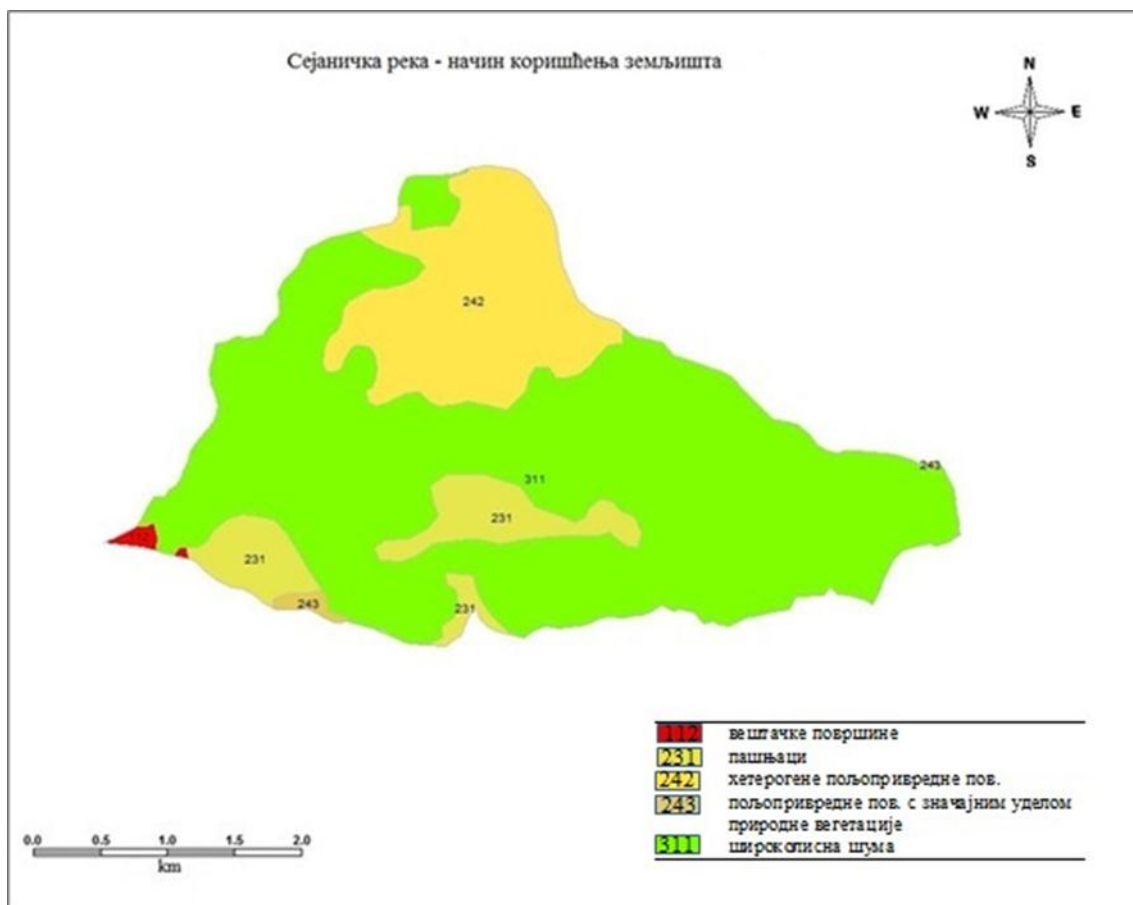 Сејаничка река - начин коришћења земљишта
N
W E
S
242
243
311
231
112
231
243
231
112 вештачке површине
231 пашњаци
242 хетерогене пољопривредне пов.
243 пољопривредне пов. с значајним уделом
природне вегетације
311 широколисна шума
0.0 0.5 1.0 1.5 2.0
km